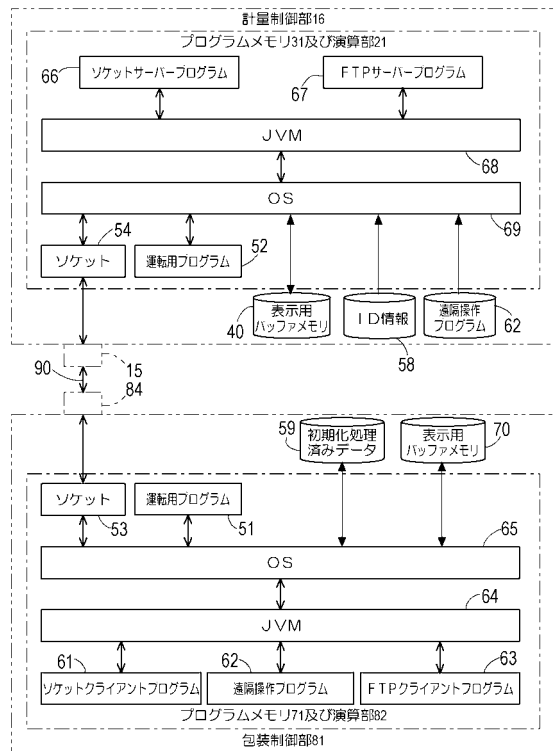 計量制御部16
プログラムメモリ31及び演算部21
66
ソケットサーバープログラム
67
FTPサーバープログラム
JVM
68
OS
69
54
ソケット
運転用プログラム
52
40
表示用
バッファメモリ
ID情報
58
遠隔操作
プログラム
62
90
15
84
59
初期化処理
済みデータ
表示用
バッファメモリ
70
ソケット
53
運転用プログラム
51
OS
65
JVM
64
61
ソケットクライアントプログラム
62
遠隔操作プログラム
63
FTPクライアントプログラム
プログラムメモリ71及び演算部82
包装制御部81